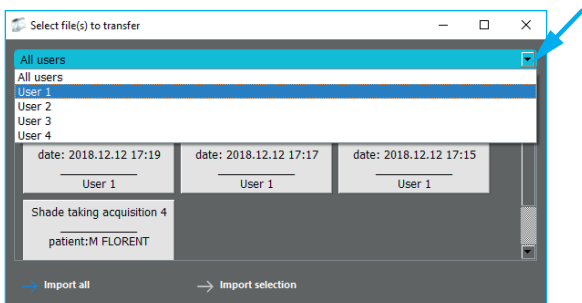 Select file(s) to transfer
All users
All users
User 1
User 2
User 3
User 4
date: 2018.12.12 17:19 date: 2018.12.12 17:17 date: 2018.12.12 17:15
User 1 User 1 User 1
Shade taking acquisition 4
patient:M FLORENT
Import all Import selection